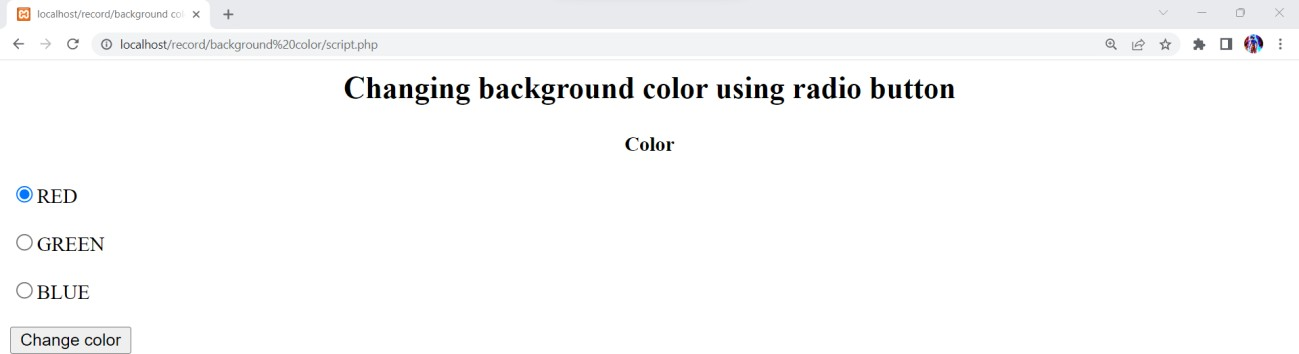 localhost/record/background co
localhost/record/background%20color/script.php
Changing background color using radio button
Color
RED
GREEN
BLUE
Change color